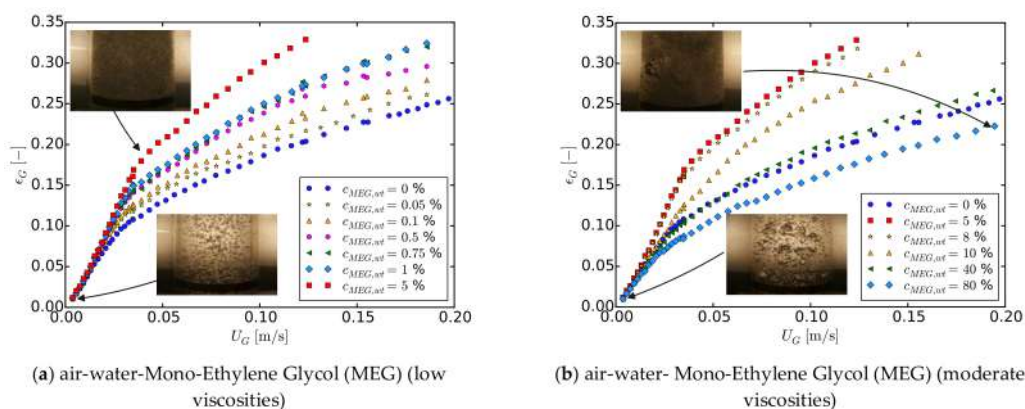 (a)
0.35
0.30
0.25
0.20
0.15
0.10
0.05
0.00
ϵ_G [-]
c_MEG,wt = 0 %
c_MEG,wt = 0.05 %
c_MEG,wt = 0.1 %
c_MEG,wt = 0.5 %
c_MEG,wt = 0.75 %
c_MEG,wt = 1 %
c_MEG,wt = 5 %
0.00 0.05 0.10 0.15 0.20
U_G [m/s]
(a) air-water-Mono-Ethylene Glycol (MEG) (low
viscosities)
(b)
0.35
0.30
0.25
0.20
0.15
0.10
0.05
0.00
ϵ_G [-]
c_MEG,wt = 0 %
c_MEG,wt = 5 %
c_MEG,wt = 8 %
c_MEG,wt = 10 %
c_MEG,wt = 40 %
c_MEG,wt = 80 %
0.00 0.05 0.10 0.15 0.20
U_G [m/s]
(b) air-water- Mono-Ethylene Glycol (MEG) (moderate
viscosities)